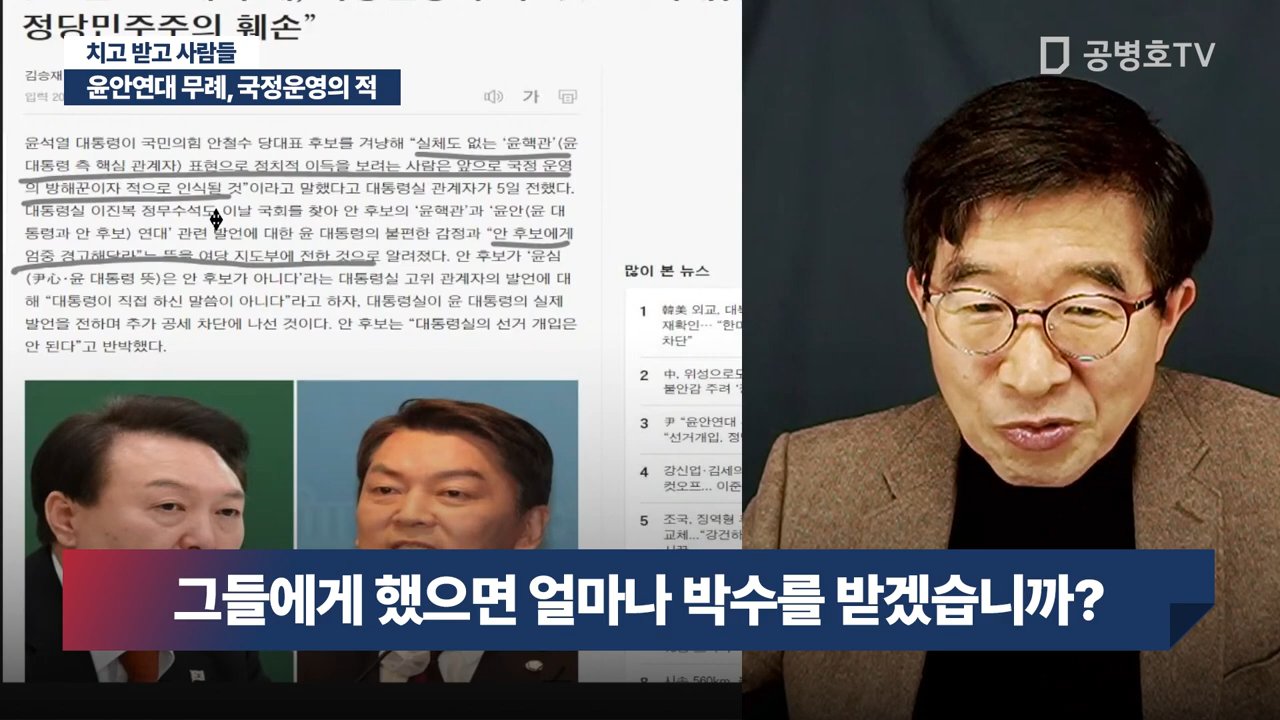 정당민주주의 훼손”
치고 받고 사람들
윤안연대 무례, 국정운영의 적
공병호TV
김승재
입력 20
가
윤석열 대통령이 국민의힘 안철수 당대표 후보를 겨냥해 “실체도 없는 ‘윤핵관’(윤
대통령 측 핵심 관계자) 표현으로 정치적 이득을 보려는 사람은 앞으로 국정 운영
의 방해꾼이자 적으로 인식될 것”이라고 말했다고 대통령실 관계자가 5일 전했다.
대통령실 이진복 정무수석도 이날 국회를 찾아 안 후보의 ‘윤핵관’과 ‘윤안(윤 대
통령과 안 후보) 연대’ 관련 발언에 대한 윤 대통령의 불편한 감정과 “안 후보에게
엄중 경고해달라”는 뜻을 여당 지도부에 전한 것으로 알려졌다. 안 후보가 ‘윤심
(尹心·윤 대통령 뜻)은 안 후보가 아니다’라는 대통령실 고위 관계자의 발언에 대
해 “대통령이 직접 하신 말씀이 아니다”라고 하자, 대통령실이 윤 대통령의 실제
발언을 전하며 추가 공세 차단에 나선 것이다. 안 후보는 “대통령실의 선거 개입은
안 된다”고 반박했다.
많이 본 뉴스
1 韓美 외교, 대북
재확인… “한미
차단”
2 中, 위성으로도
불안감 주려
3 尹 “윤안연대
“선거개입, 정당
4 강신업·김세의
컷오프... 이준
5 조국, 징역형
교체...“강건하
8 시속 560km
그들에게 했으면 얼마나 박수를 받겠습니까?